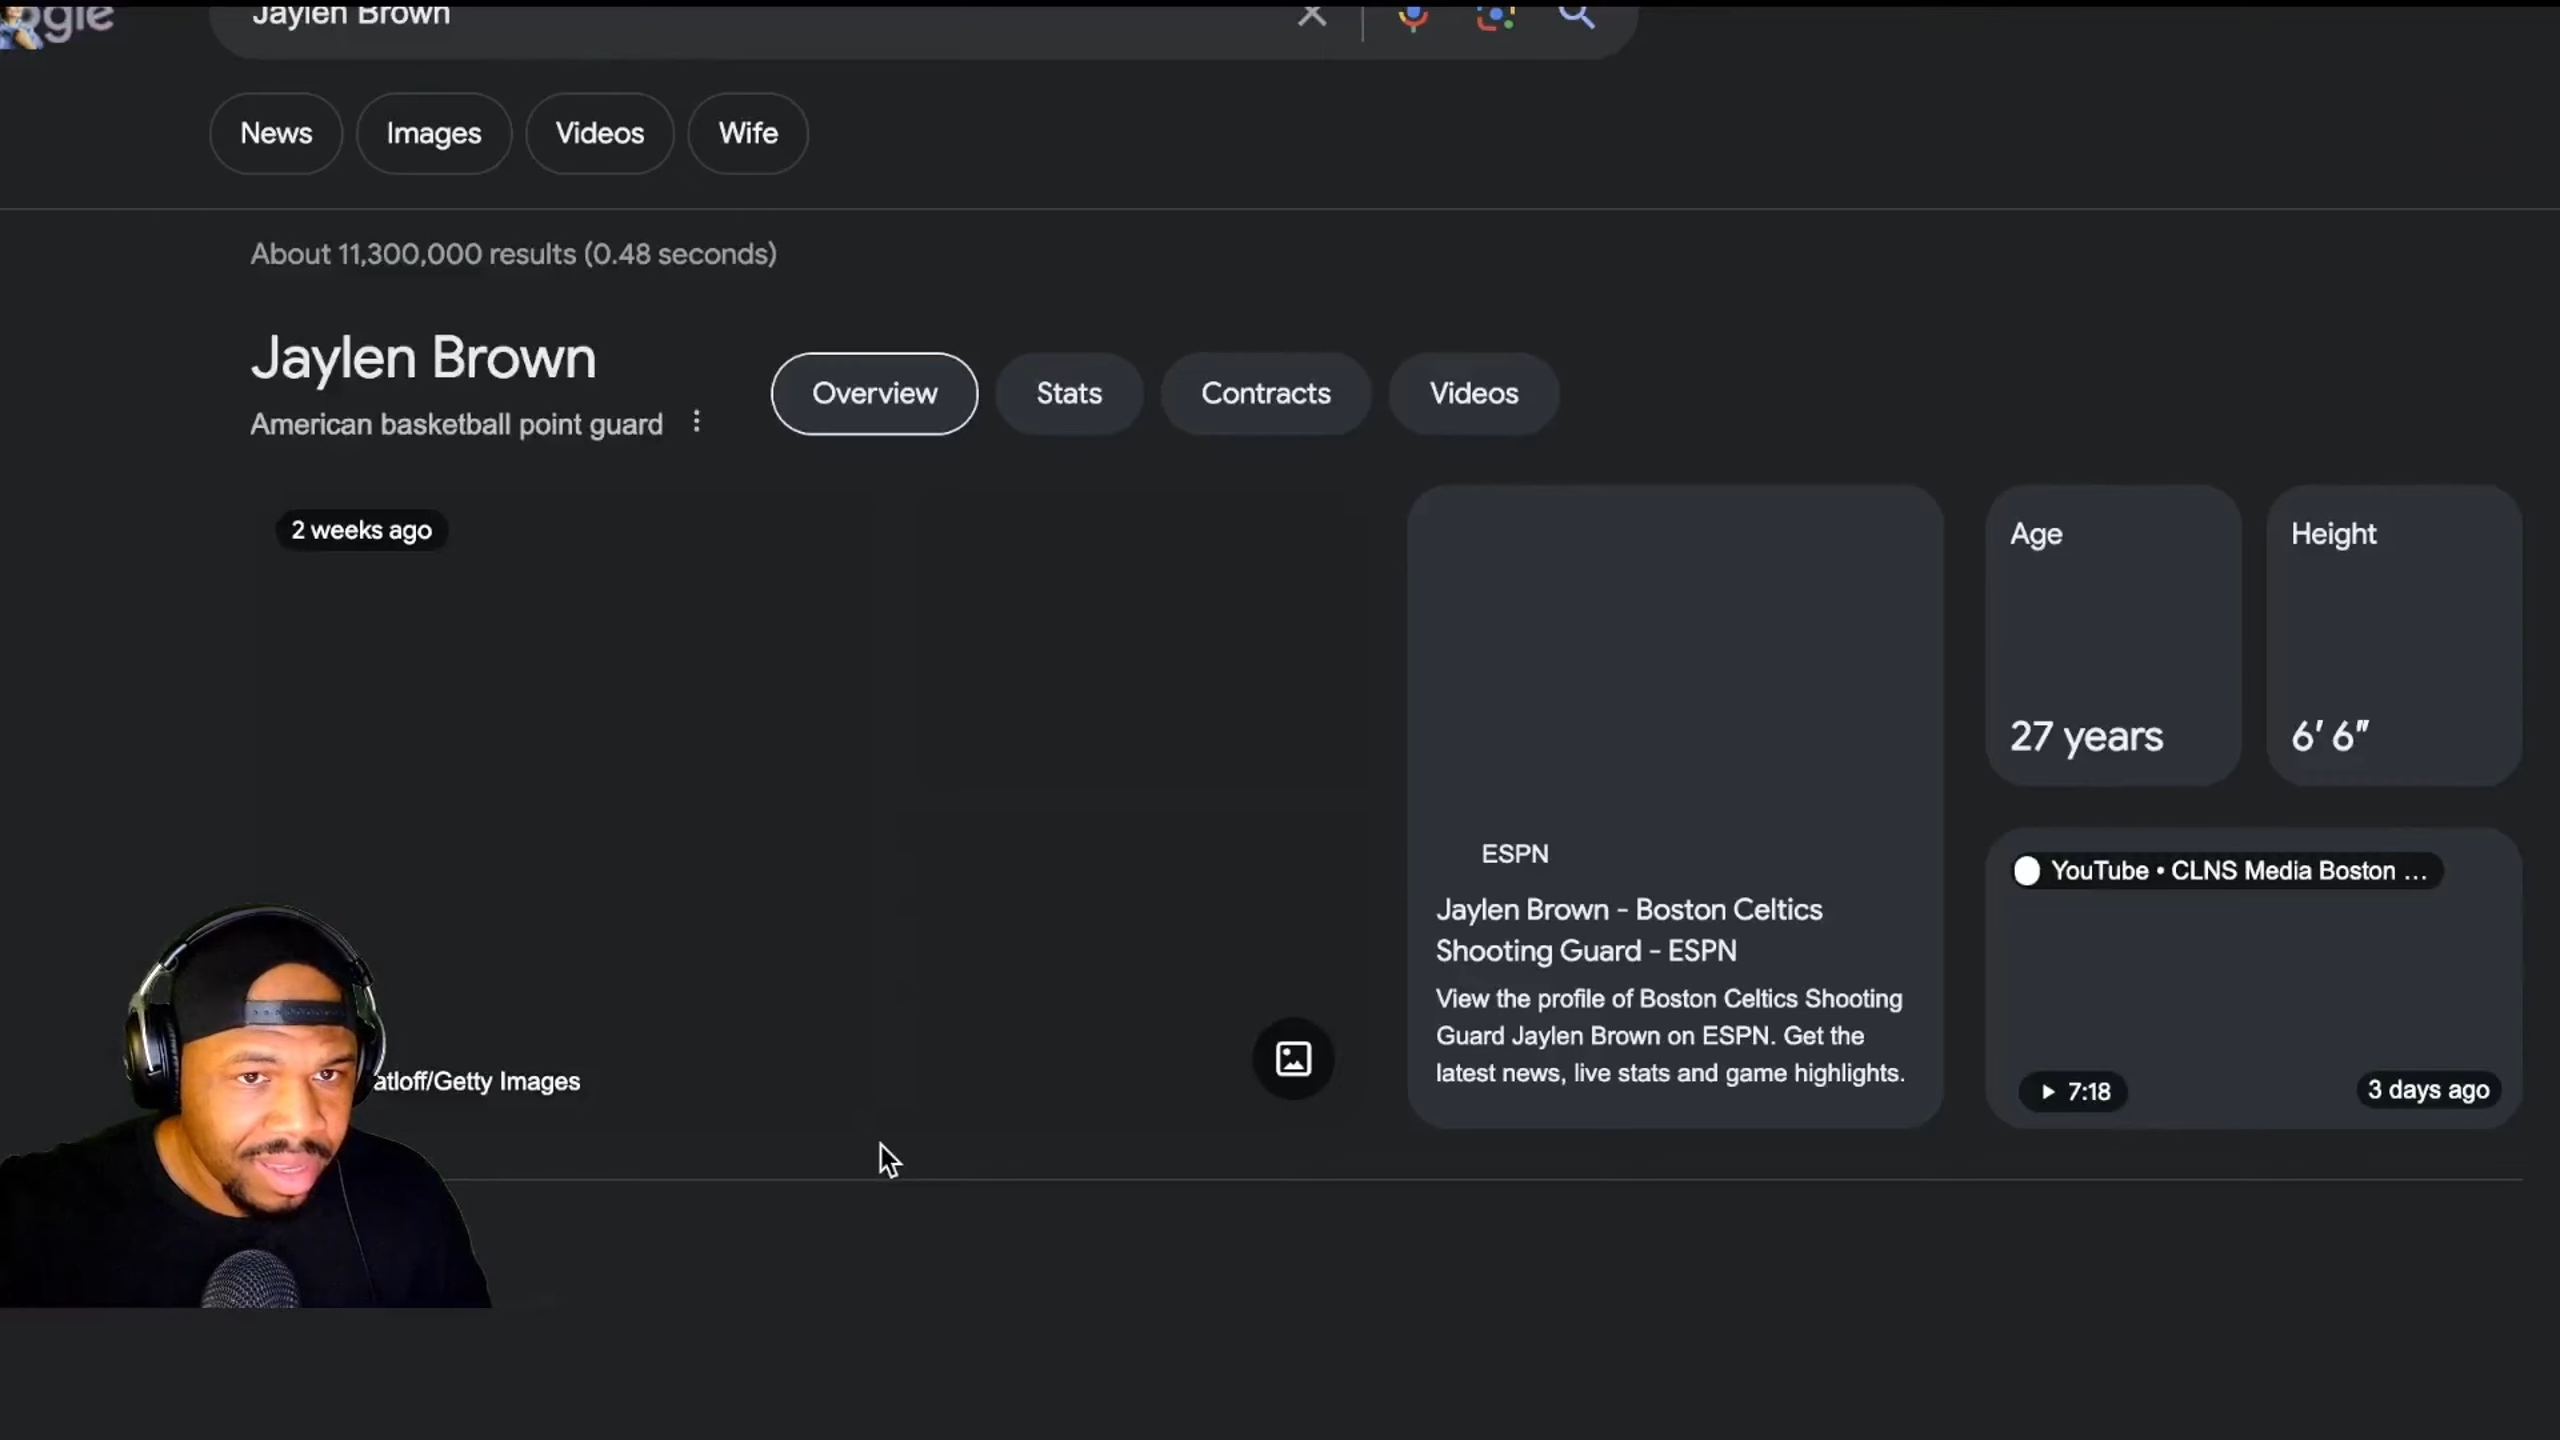 Jaylen Brown
News
Images
Videos
Wife
About 11,300,000 results (0.48 seconds)
Jaylen Brown
American basketball point guard
Overview
Stats
Contracts
Videos
2 weeks ago
atloff/Getty Images
ESPN
Jaylen Brown - Boston Celtics
Shooting Guard - ESPN
View the profile of Boston Celtics Shooting
Guard Jaylen Brown on ESPN. Get the
latest news, live stats and game highlights.
Age
27 years
Height
6′ 6″
YouTube • CLNS Media Boston ...
7:18
3 days ago